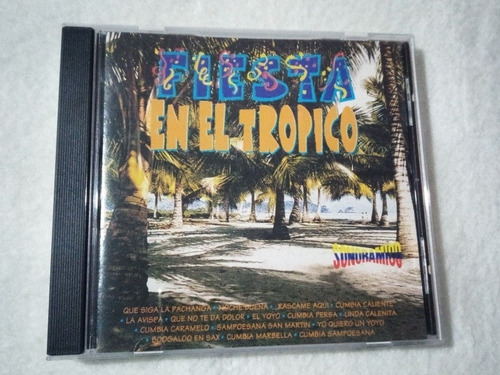 FIESTA
EN EL TROPICO
SONORAMICO
QUE SIGA LA PACHANGA • NOCHE BUENA • RASCAME AQUI • CUMBIA CALIENTE
• LA AVISPA • QUE NO TE DA DOLOR • EL YOYO • CUMBIA PERSA • LINDA CALENITA
• CUMBIA CARAMELO • SAMPOESANA SAN MARTIN • YO QUIERO UN YOYO
• BOOGALOO EN SAX • CUMBIA MARBELLA • CUMBIA SAMPOESANA